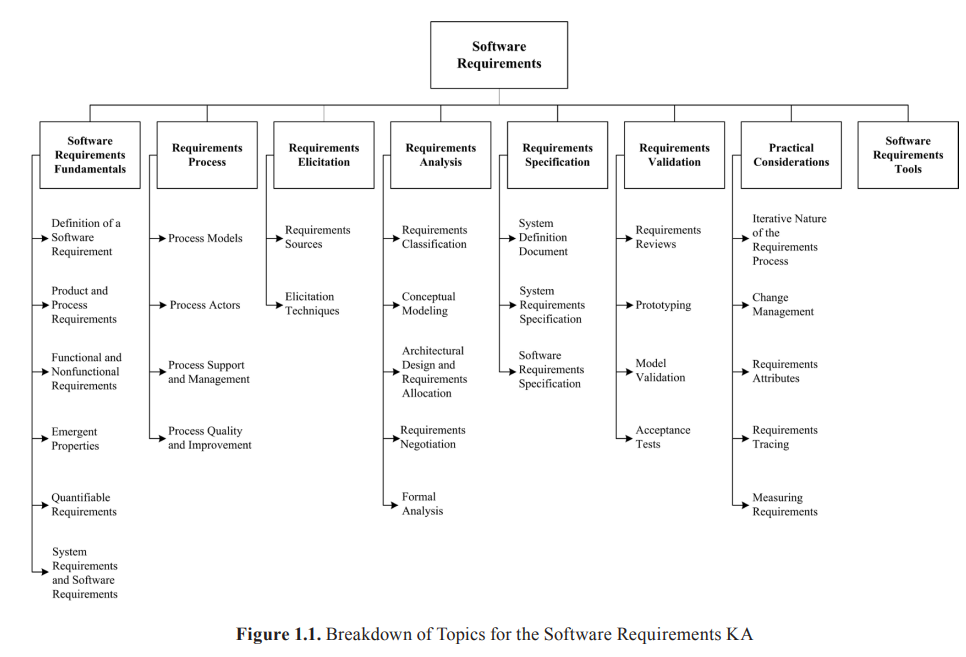 Software
Requirements
Software
Requirements
Fundamentals
Requirements
Process
Requirements
Elicitation
Requirements
Analysis
Requirements
Specification
Requirements
Validation
Practical
Considerations
Software
Requirements
Tools
Definition of a
Software
Requirement
Product and
Process
Requirements
Functional and
Nonfunctional
Requirements
Emergent
Properties
Quantifiable
Requirements
System
Requirements
and Software
Requirements
Process Models
Process Actors
Process Support
and Management
Process Quality
and Improvement
Requirements
Sources
Elicitation
Techniques
Requirements
Classification
Conceptual
Modeling
Architectural
Design and
Requirements
Allocation
Requirements
Negotiation
Formal
Analysis
System
Definition
Document
System
Requirements
Specification
Software
Requirements
Specification
Requirements
Reviews
Prototyping
Model
Validation
Acceptance
Tests
Iterative Nature
of the
Requirements
Process
Change
Management
Requirements
Attributes
Requirements
Tracing
Measuring
Requirements
Figure 1.1. Breakdown of Topics for the Software Requirements KA